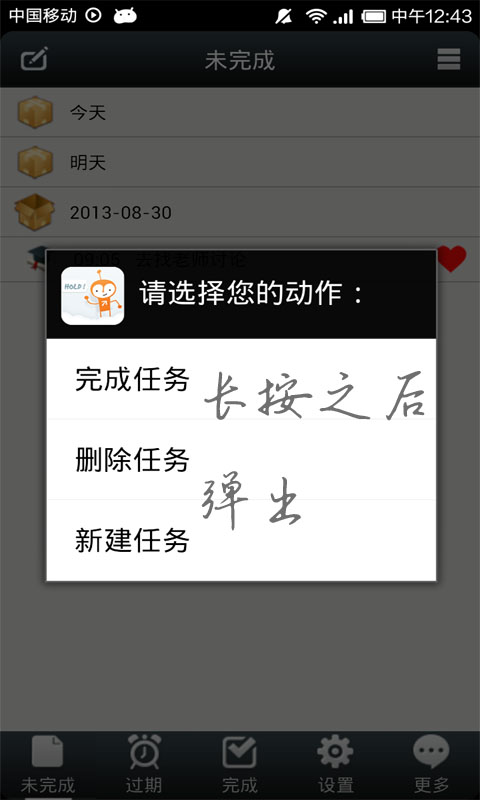 中国移动 中午12:43
未完成
今天
明天
2013-08-30
09:05 去找老师讨论
HOLD!
请选择您的动作：
完成任务
长按之后
删除任务
弹出
新建任务
未完成 过期 完成 设置 更多